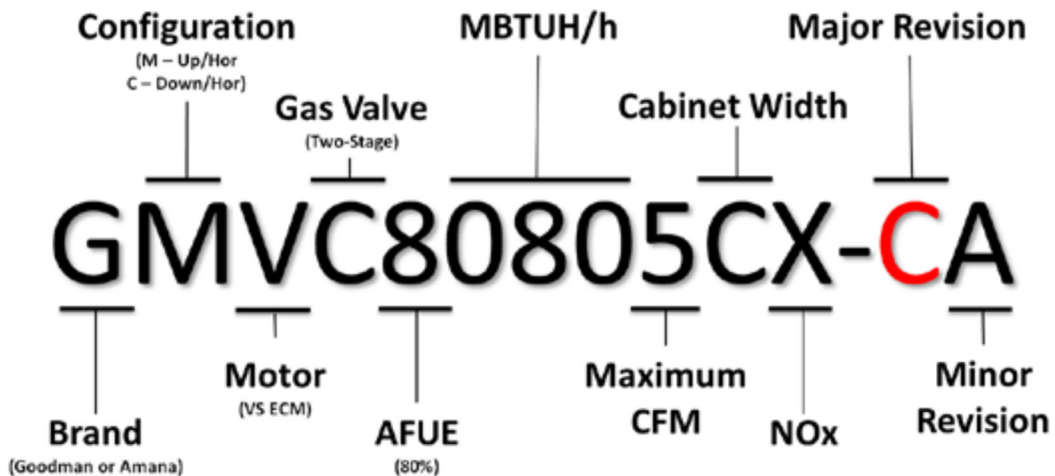 Configuration
(M – Up/Hor
C – Down/Hor)
MBTUH/h
Major Revision
Gas Valve
(Two-Stage)
Cabinet Width
GMVC80805CX-CA
Motor
(VS ECM)
Maximum
CFM
Minor
Revision
Brand
(Goodman or Amana)
AFUE
(80%)
NOx